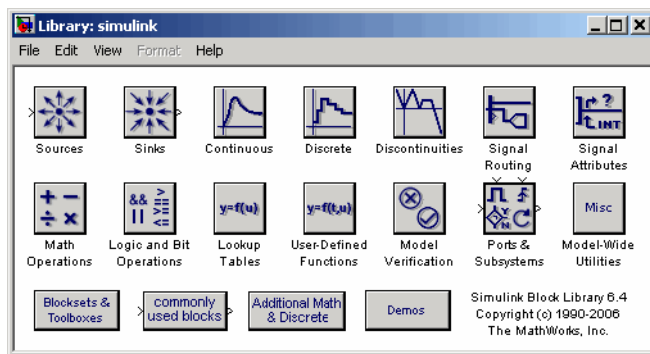 Library: simulink
File Edit View Format Help
Sources Sinks Continuous Discrete Discontinuities Signal Routing Signal Attributes
? INT
+ − ÷ × && || > == >= <= y=f(u) y=f(t,u) Y N Misc
Math Operations Logic and Bit Operations Lookup Tables User-Defined Functions Model Verification Ports & Subsystems Model-Wide Utilities
Blocksets & Toolboxes
commonly used blocks
Additional Math & Discrete
Demos
Simulink Block Library 6.4
Copyright (c) 1990-2006
The MathWorks, Inc.